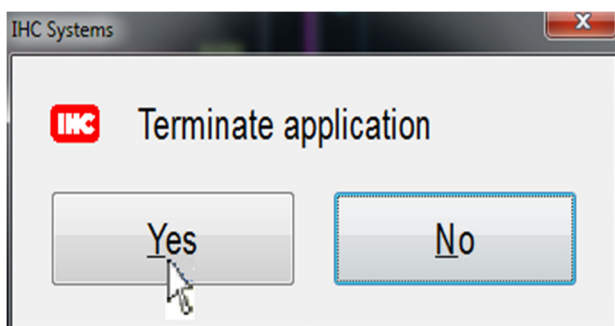 IHC Systems
IHC Terminate application
Yes No